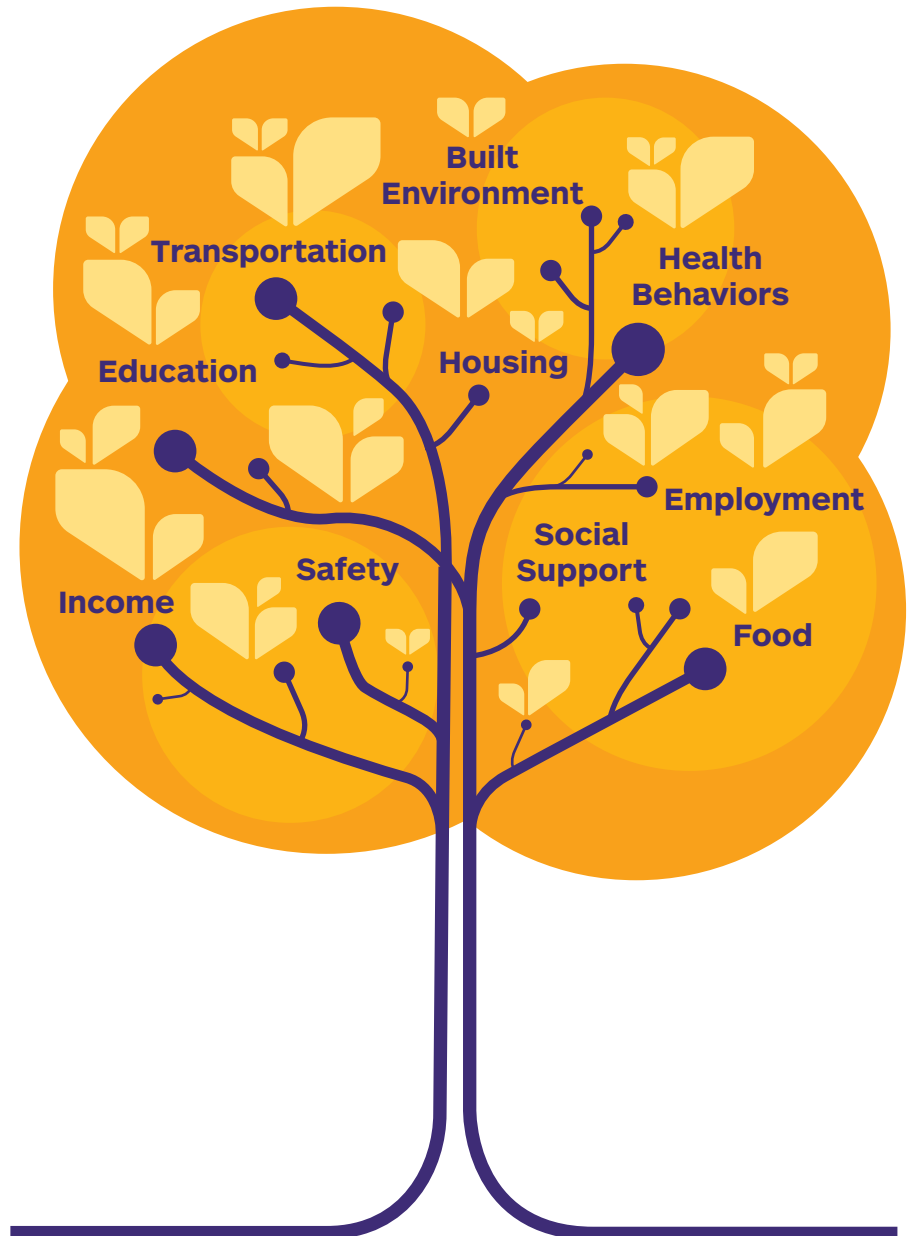 Built
Environment
Transportation
Health
Behaviors
Housing
Education
Employment
Social
Support
Safety
Income
Food